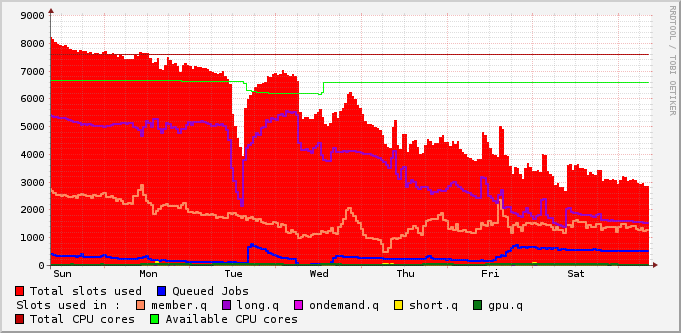 9000
8000
7000
6000
5000
4000
3000
2000
1000
0
Sun Mon Tue Wed Thu Fri Sat
RRDTOOL / TOBI OETIKER
Total slots used Queued Jobs
Slots used in : member.q long.q ondemand.q short.q gpu.q
Total CPU cores Available CPU cores